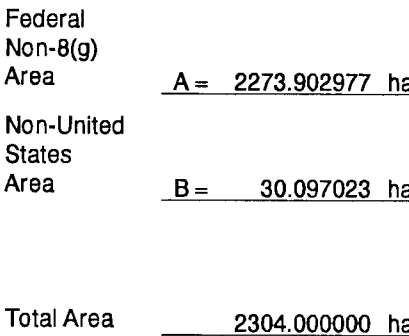 Federal
Non-8(g)
Area A = 2273.902977 ha
Non-United
States
Area B = 30.097023 ha
Total Area 2304.000000 ha